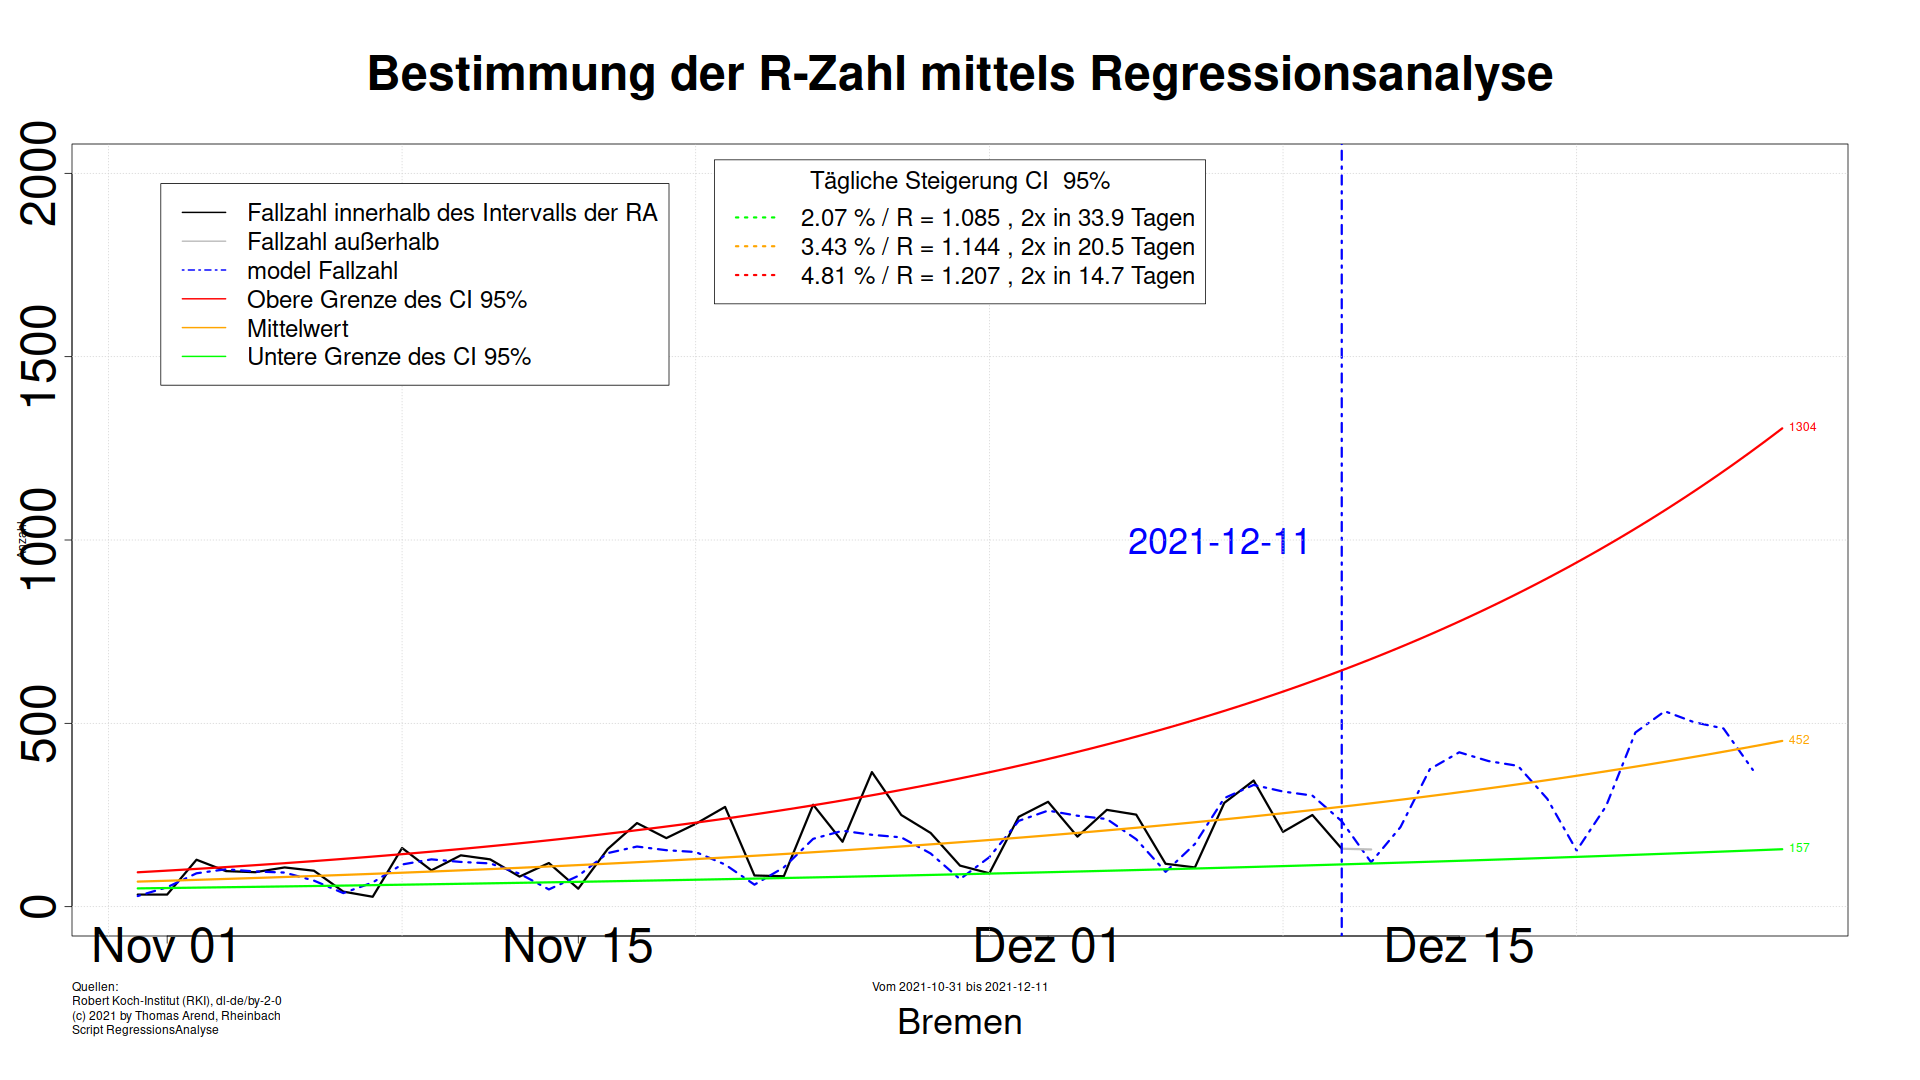 Bestimmung der R-Zahl mittels Regressionsanalyse
Anzahl
2000
1500
1000
500
0
Fallzahl innerhalb des Intervalls der RA
Fallzahl außerhalb
model Fallzahl
Obere Grenze des CI 95%
Mittelwert
Untere Grenze des CI 95%
Tägliche Steigerung CI 95%
2.07 % / R = 1.085 , 2x in 33.9 Tagen
3.43 % / R = 1.144 , 2x in 20.5 Tagen
4.81 % / R = 1.207 , 2x in 14.7 Tagen
2021-12-11
1304
452
157
Nov 01 Nov 15 Dez 01 Dez 15
Quellen:
Robert Koch-Institut (RKI), dl-de/by-2-0
(c) 2021 by Thomas Arend, Rheinbach
Script RegressionsAnalyse
Vom 2021-10-31 bis 2021-12-11
Bremen